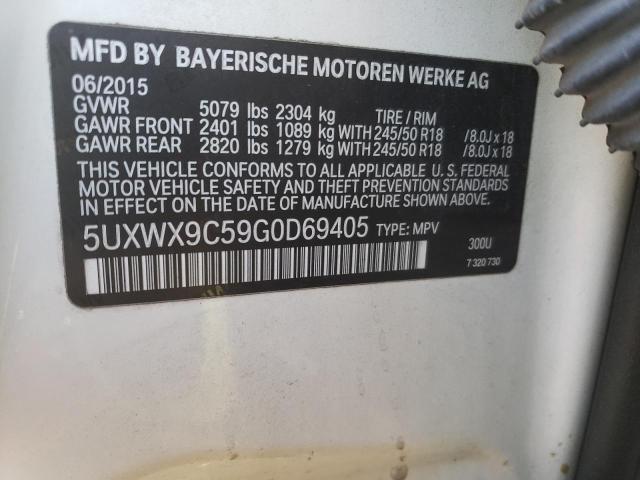 MFD BY BAYERISCHE MOTOREN WERKE AG
06/2015
GVWR 5079 lbs 2304 kg TIRE / RIM
GAWR FRONT 2401 lbs 1089 kg WITH 245/50 R18 / 8.0J x 18
GAWR REAR 2820 lbs 1279 kg WITH 245/50 R18 / 8.0J x 18
THIS VEHICLE CONFORMS TO ALL APPLICABLE U.S. FEDERAL
MOTOR VEHICLE SAFETY AND THEFT PREVENTION STANDARDS
IN EFFECT ON THE DATE OF MANUFACTURE SHOWN ABOVE.
5UXWX9C59G0D69405 TYPE: MPV
300U
7 320 730